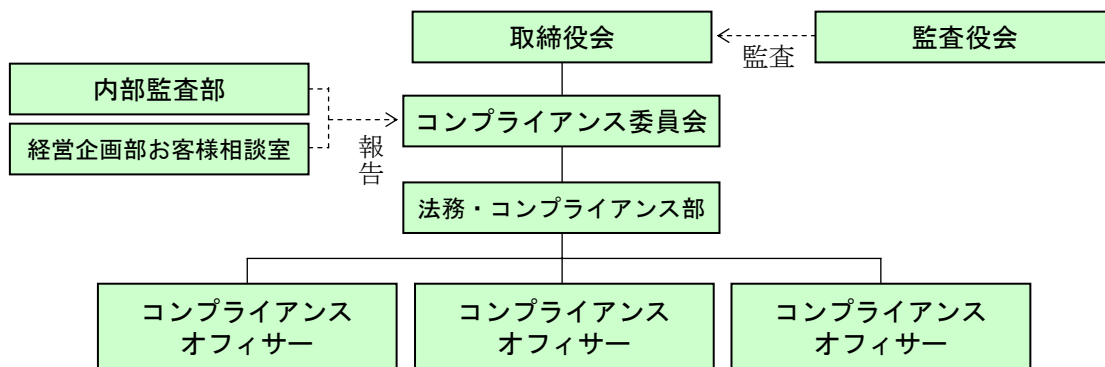 取締役会
監査役会
監査
内部監査部
コンプライアンス委員会
経営企画部お客様相談室
報告
法務・コンプライアンス部
コンプライアンス
オフィサー
コンプライアンス
オフィサー
コンプライアンス
オフィサー